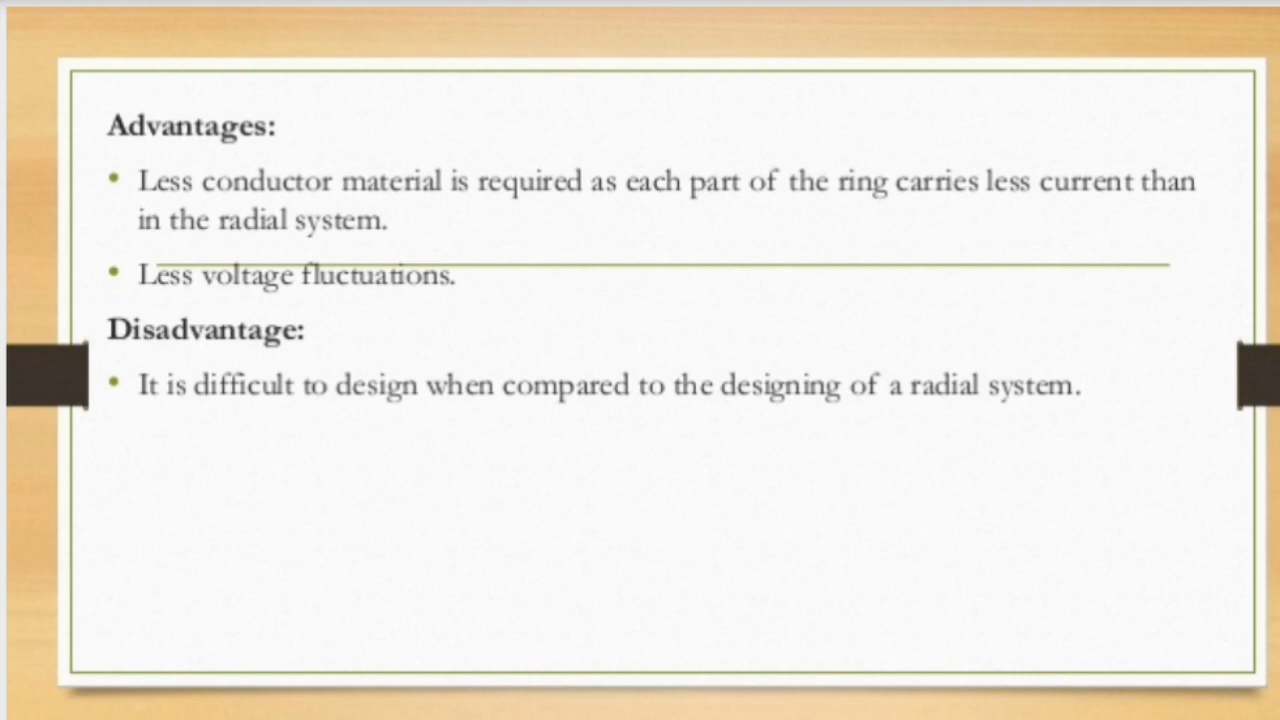 Advantages:
• Less conductor material is required as each part of the ring carries less current than
in the radial system.
• Less voltage fluctuations.
Disadvantage:
• It is difficult to design when compared to the designing of a radial system.